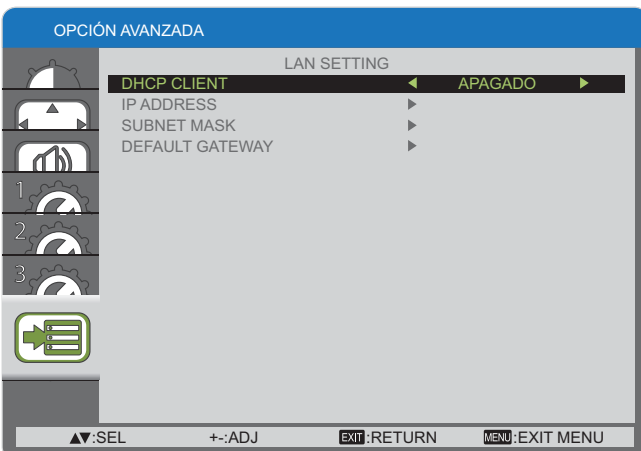 OPCIÓN AVANZADA
LAN SETTING
DHCP CLIENT APAGADO
IP ADDRESS
SUBNET MASK
DEFAULT GATEWAY
1
2
3
▲▼:SEL +-:ADJ EXIT:RETURN MENU:EXIT MENU